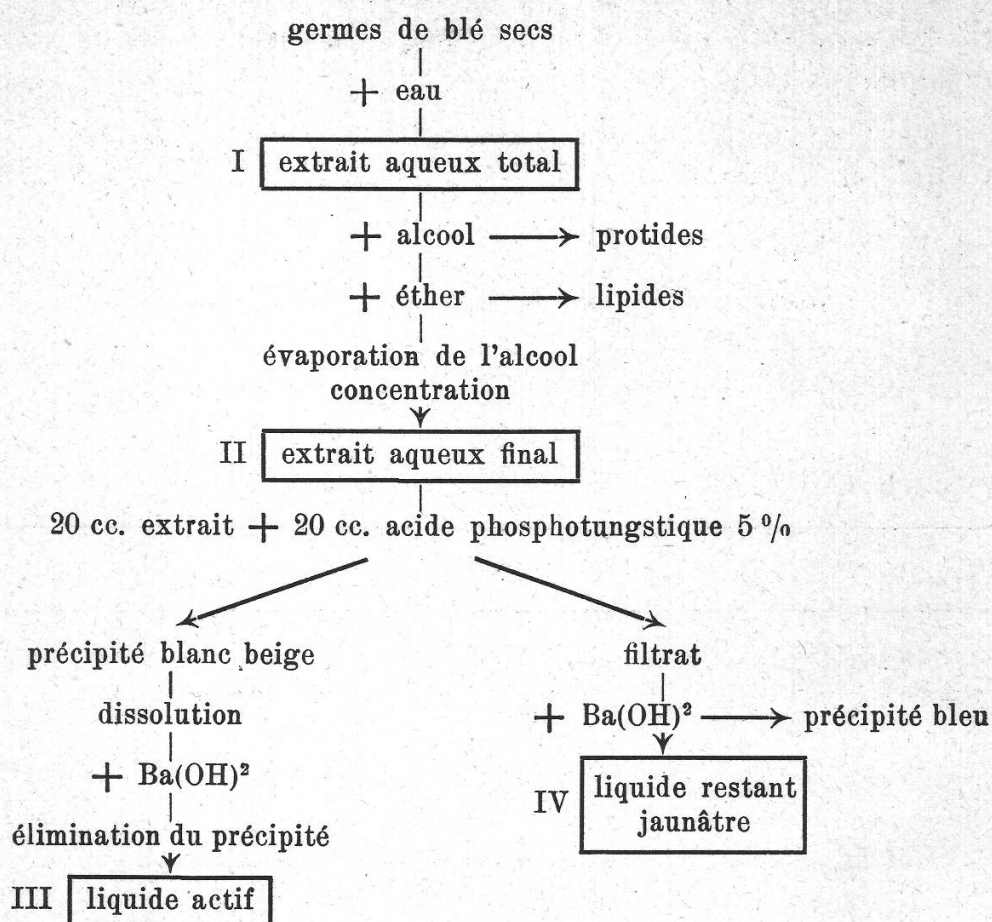 germes de blé secs
+ eau
I extrait aqueux total
+ alcool → protides
+ éther → lipides
évaporation de l'alcool
concentration
II extrait aqueux final
20 cc. extrait + 20 cc. acide phosphotungstique 5 %
précipité blanc beige
filtrat
dissolution
+ Ba(OH)² → précipité bleu
+ Ba(OH)²
liquide restant
IV
jaunâtre
élimination du précipité
III liquide actif